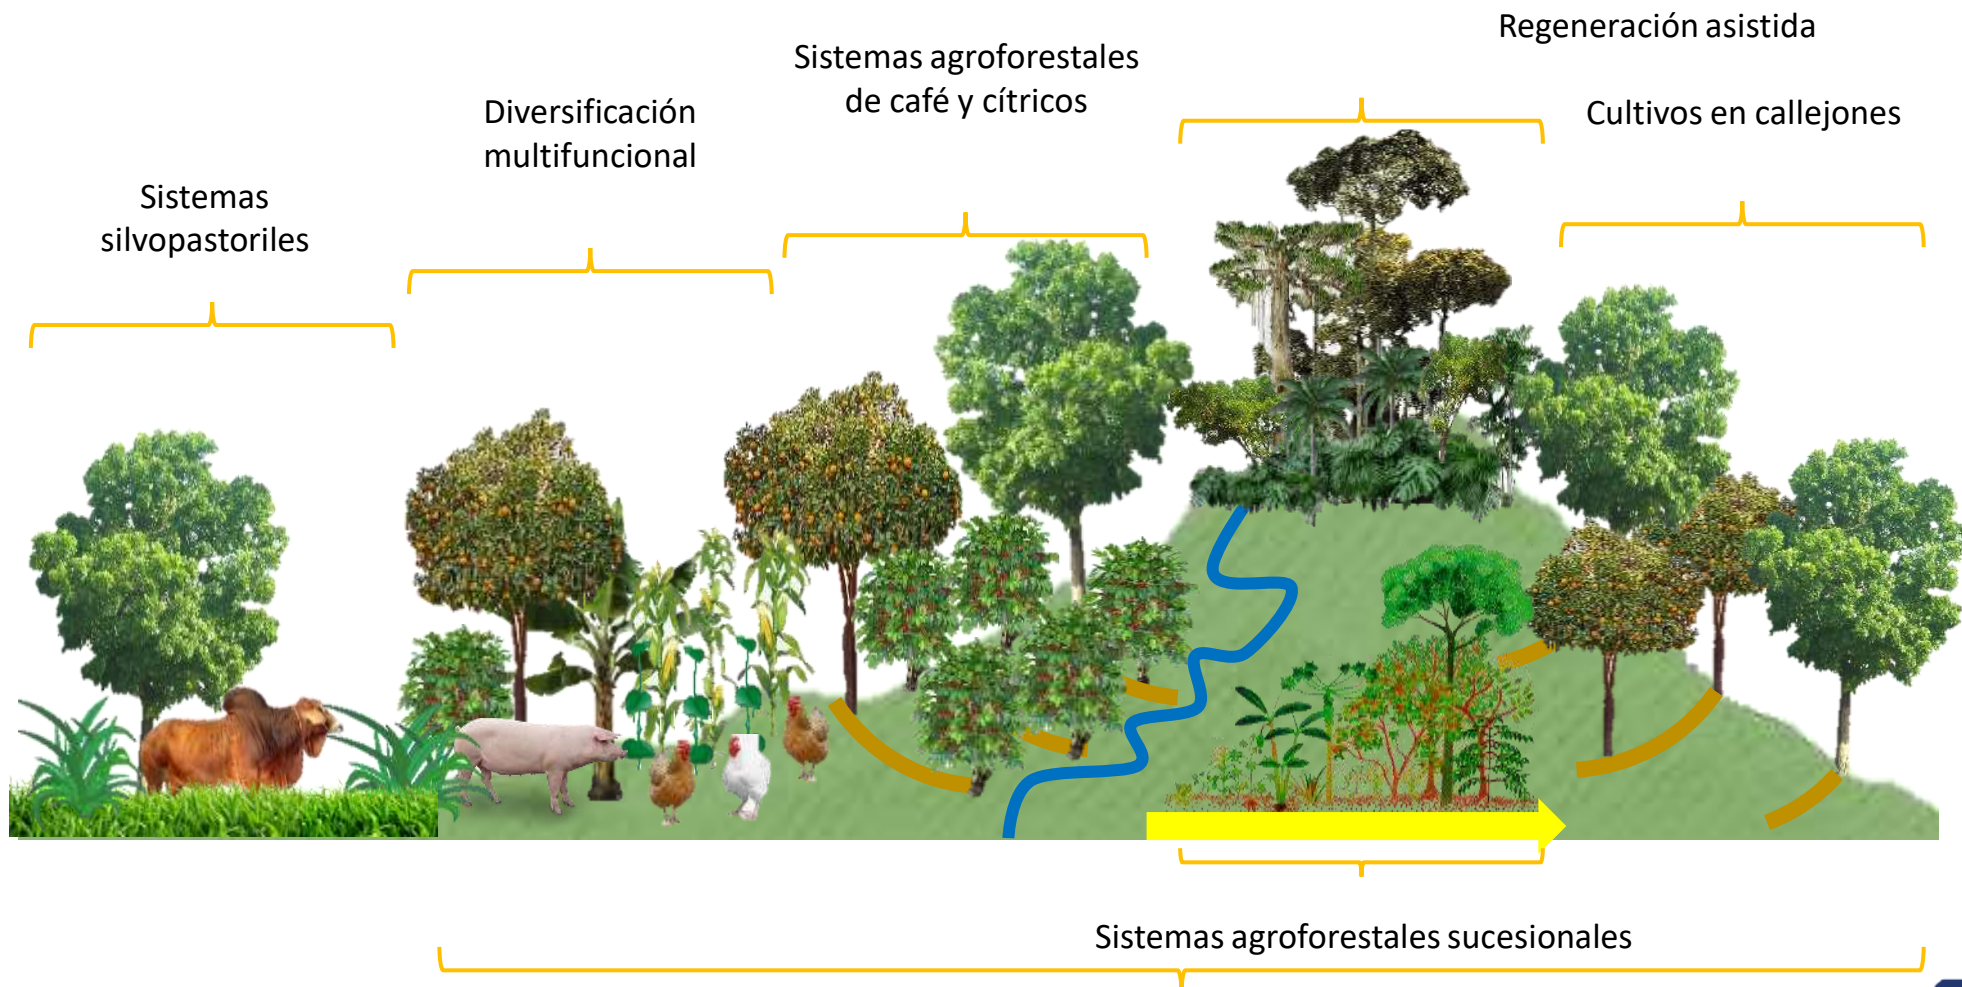 Regeneración asistida
Sistemas agroforestales
de café y cítricos
Diversificación
multifuncional
Cultivos en callejones
Sistemas
silvopastoriles
Sistemas agroforestales sucesionales